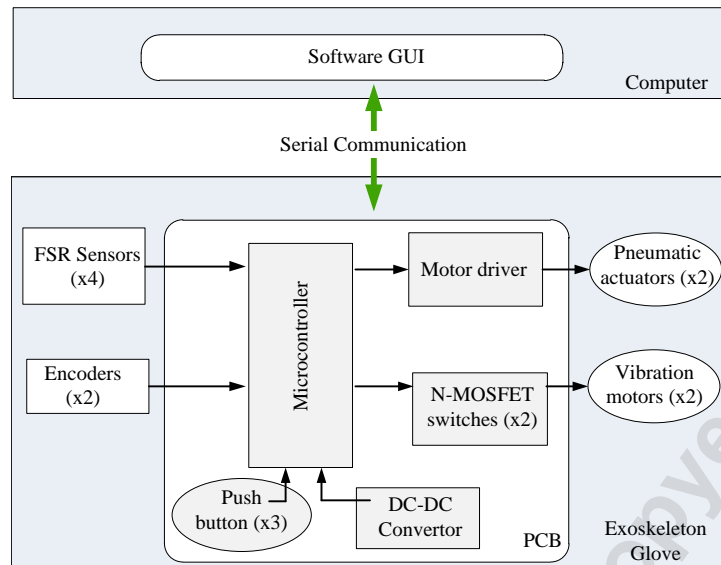 Software GUI
Computer
Serial Communication
FSR Sensors
(x4)
Encoders
(x2)
Microcontroller
Motor driver
N-MOSFET
switches (x2)
Pneumatic
actuators (x2)
Vibration
motors (x2)
Push
button (x3)
DC-DC
Convertor
PCB
Exoskeleton
Glove